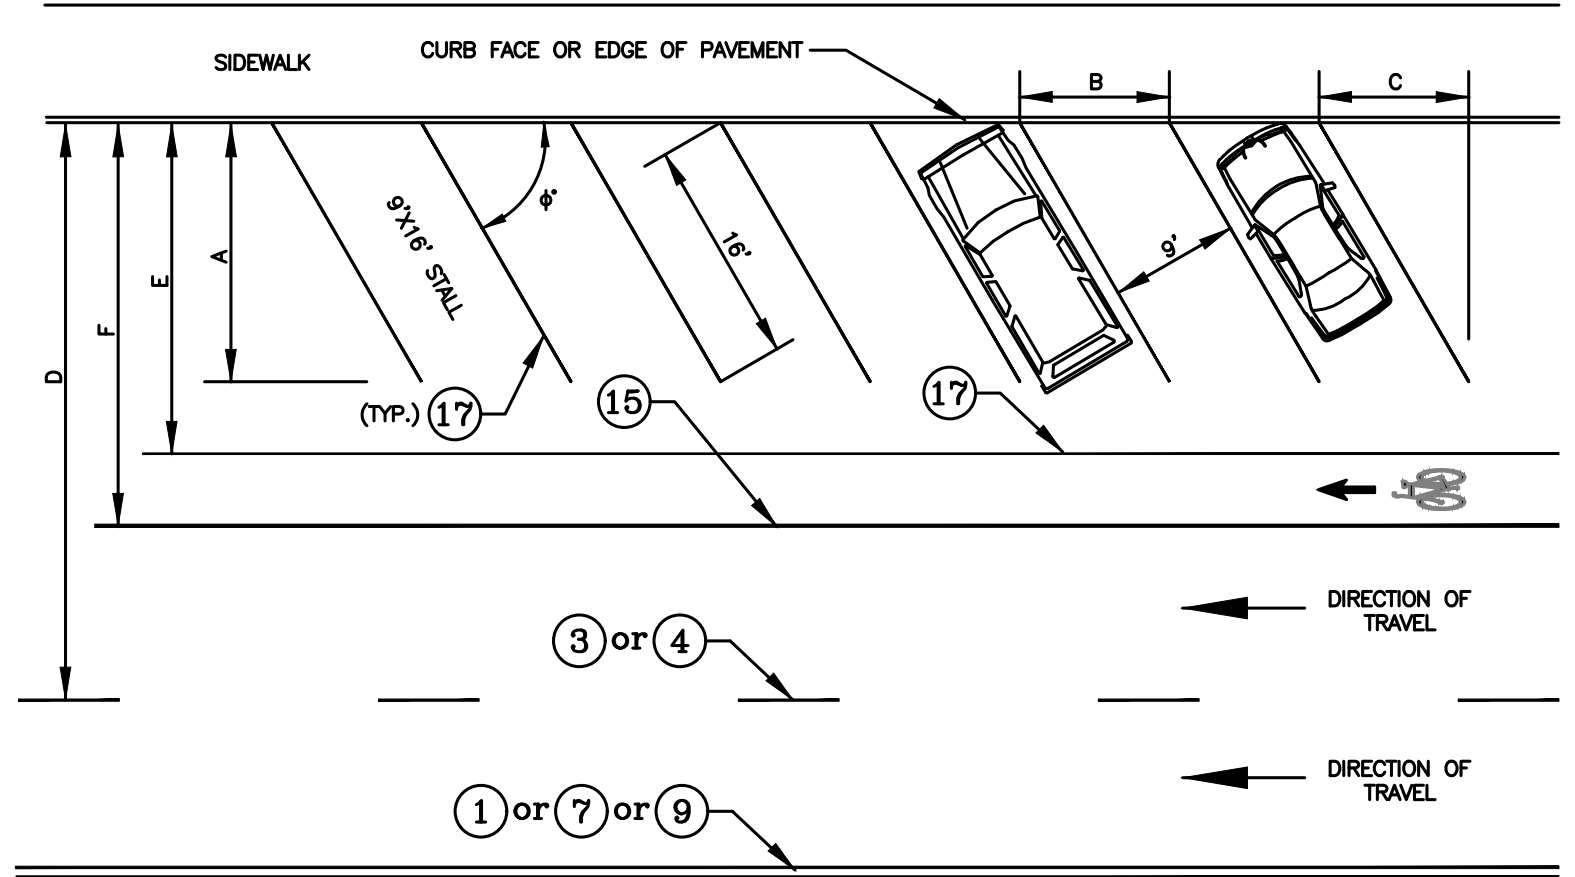 CURB FACE OR EDGE OF PAVEMENT
SIDEWALK
B
C
ϕ°
9'X16' STALL
16'
9'
A
E
F
D
(TYP.) 17
15
17
3 or 4
DIRECTION OF
TRAVEL
DIRECTION OF
TRAVEL
1 or 7 or 9